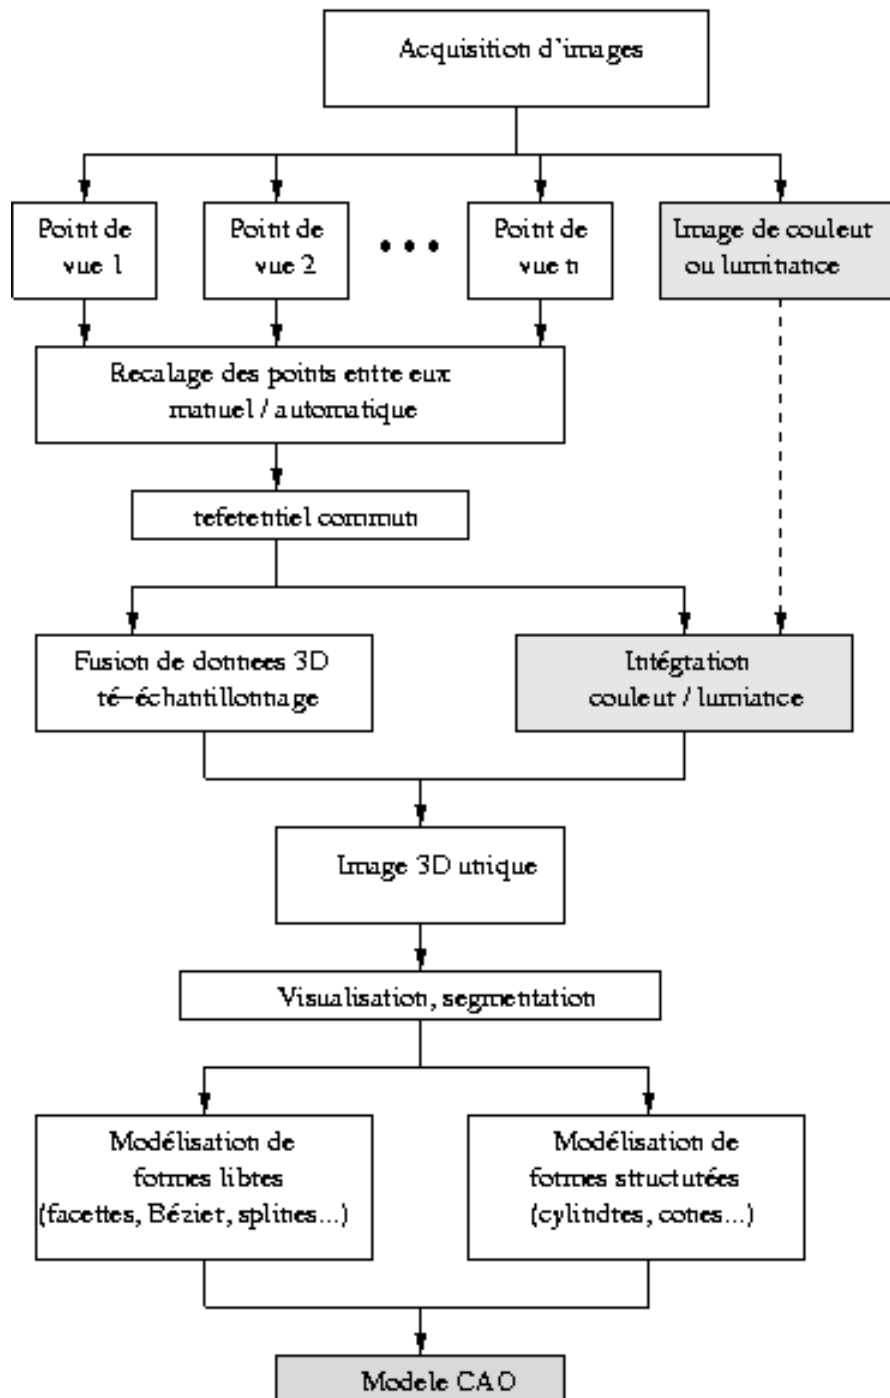 Acquisition d'images
Point de
vue 1
Point de
vue 2
• • •
Point de
vue n
Image de couleur
ou luminance
Recalage des points entre eux
manuel / automatique
referentiel commun
Fusion de donnees 3D
ré-échantillonnage
Intégration
couleur / lumiance
Image 3D unique
Visualisation, segmentation
Modélisation de
formes libres
(facettes, Bézier, splines...)
Modélisation de
formes structurées
(cylindres, cones...)
Modele CAO